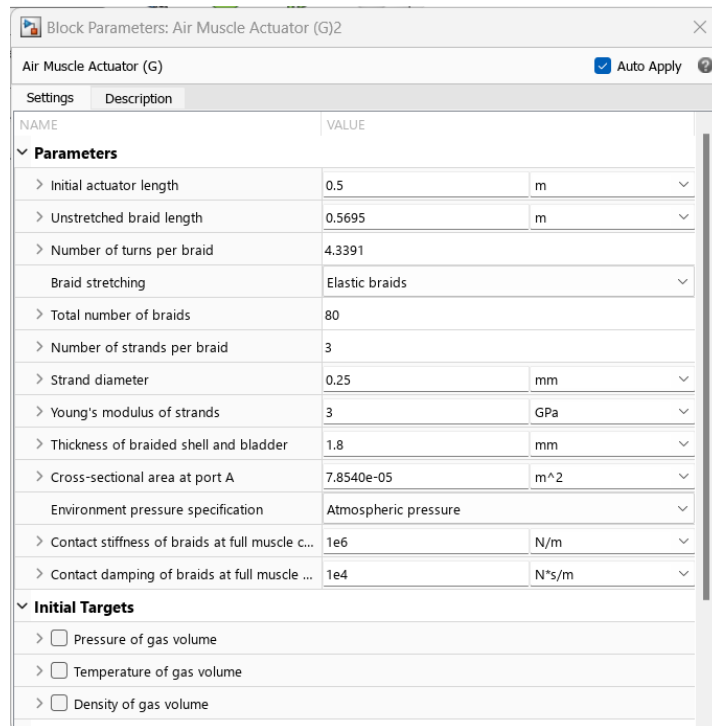 Block Parameters: Air Muscle Actuator (G)2
Air Muscle Actuator (G)
Auto Apply
Settings Description
NAME VALUE
Parameters
Initial actuator length 0.5 m
Unstretched braid length 0.5695 m
Number of turns per braid 4.3391
Braid stretching Elastic braids
Total number of braids 80
Number of strands per braid 3
Strand diameter 0.25 mm
Young's modulus of strands 3 GPa
Thickness of braided shell and bladder 1.8 mm
Cross-sectional area at port A 7.8540e-05 m^2
Environment pressure specification Atmospheric pressure
Contact stiffness of braids at full muscle c... 1e6 N/m
Contact damping of braids at full muscle ... 1e4 N*s/m
Initial Targets
Pressure of gas volume
Temperature of gas volume
Density of gas volume